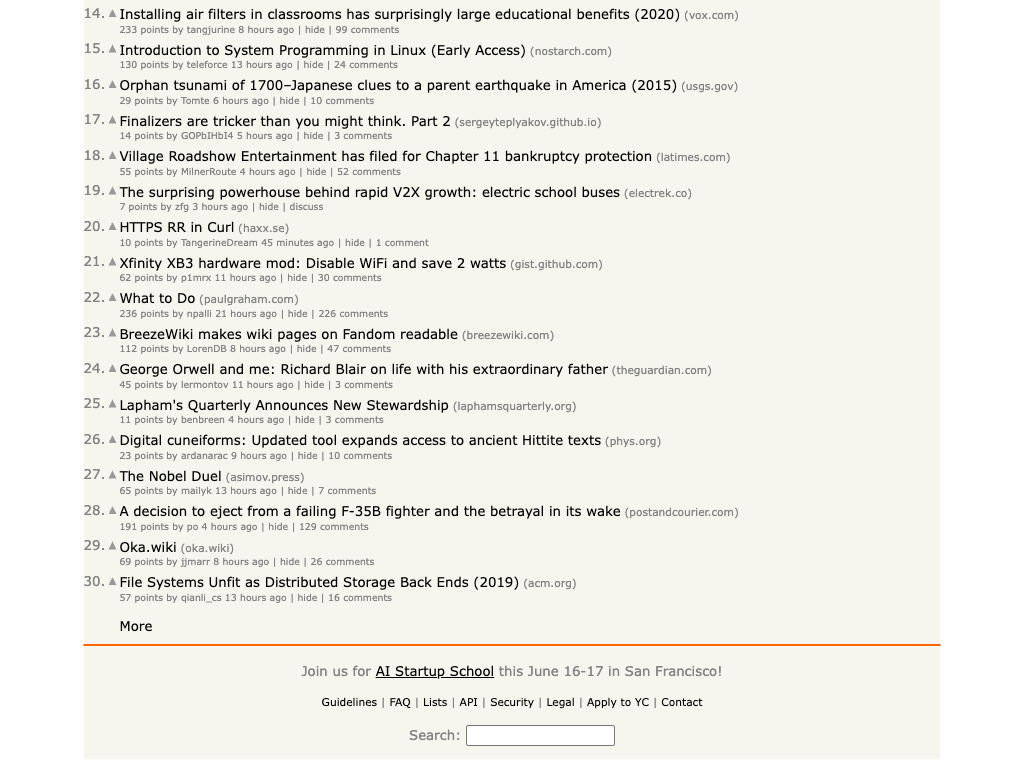 14. ▲ Installing air filters in classrooms has surprisingly large educational benefits (2020) (vox.com)
233 points by tangjurine 8 hours ago | hide | 99 comments
15. ▲ Introduction to System Programming in Linux (Early Access) (nostarch.com)
130 points by teleforce 13 hours ago | hide | 24 comments
16. ▲ Orphan tsunami of 1700–Japanese clues to a parent earthquake in America (2015) (usgs.gov)
29 points by Tomte 6 hours ago | hide | 10 comments
17. ▲ Finalizers are tricker than you might think. Part 2 (sergeyteplyakov.github.io)
14 points by GOPbIHbI4 5 hours ago | hide | 3 comments
18. ▲ Village Roadshow Entertainment has filed for Chapter 11 bankruptcy protection (latimes.com)
55 points by MilnerRoute 4 hours ago | hide | 52 comments
19. ▲ The surprising powerhouse behind rapid V2X growth: electric school buses (electrek.co)
7 points by zfg 3 hours ago | hide | discuss
20. ▲ HTTPS RR in Curl (haxx.se)
10 points by TangerineDream 45 minutes ago | hide | 1 comment
21. ▲ Xfinity XB3 hardware mod: Disable WiFi and save 2 watts (gist.github.com)
62 points by p1mrx 11 hours ago | hide | 30 comments
22. ▲ What to Do (paulgraham.com)
236 points by npalli 21 hours ago | hide | 226 comments
23. ▲ BreezeWiki makes wiki pages on Fandom readable (breezewiki.com)
112 points by LorenDB 8 hours ago | hide | 47 comments
24. ▲ George Orwell and me: Richard Blair on life with his extraordinary father (theguardian.com)
45 points by lermontov 11 hours ago | hide | 3 comments
25. ▲ Lapham's Quarterly Announces New Stewardship (laphamsquarterly.org)
11 points by benbreen 4 hours ago | hide | 3 comments
26. ▲ Digital cuneiforms: Updated tool expands access to ancient Hittite texts (phys.org)
23 points by ardanarac 9 hours ago | hide | 10 comments
27. ▲ The Nobel Duel (asimov.press)
65 points by mailyk 13 hours ago | hide | 7 comments
28. ▲ A decision to eject from a failing F-35B fighter and the betrayal in its wake (postandcourier.com)
191 points by po 4 hours ago | hide | 129 comments
29. ▲ Oka.wiki (oka.wiki)
69 points by jjmarr 8 hours ago | hide | 26 comments
30. ▲ File Systems Unfit as Distributed Storage Back Ends (2019) (acm.org)
57 points by qianli_cs 13 hours ago | hide | 16 comments
More
Join us for AI Startup School this June 16-17 in San Francisco!
Guidelines | FAQ | Lists | API | Security | Legal | Apply to YC | Contact
Search: